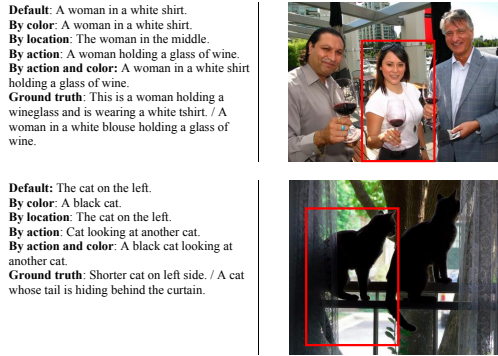 Default: A woman in a white shirt.
By color: A woman in a white shirt.
By location: The woman in the middle.
By action: A woman holding a glass of wine.
By action and color: A woman in a white shirt
holding a glass of wine.
Ground truth: This is a woman holding a
wineglass and is wearing a white tshirt. / A
woman in a white blouse holding a glass of
wine.
Default: The cat on the left.
By color: A black cat.
By location: The cat on the left.
By action: Cat looking at another cat.
By action and color: A black cat looking at
another cat.
Ground truth: Shorter cat on left side. / A cat
whose tail is hiding behind the curtain.